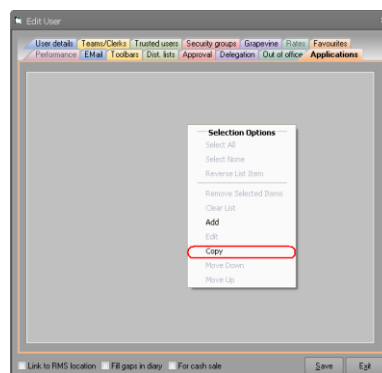 Edit User
User details Teams/Clerks Trusted users Security groups Grapevine Rates Favourites
Performance EMail Toolbars Dist. lists Approval Delegation Out of office Applications
Selection Options
Select All
Select None
Reverse List Item
Remove Selected Items
Clear List
Add
Edit
Copy
Move Down
Move Up
Link to RMS location Fill gaps in diary For cash sale Save Exit